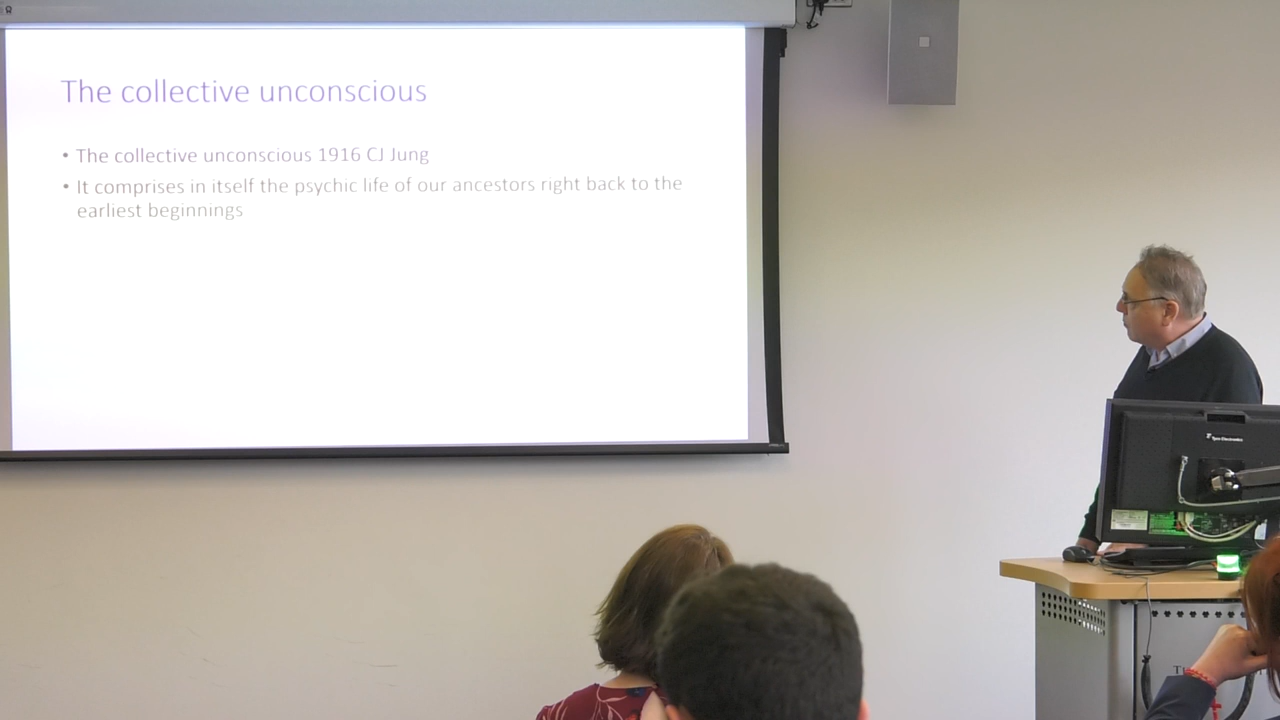 The collective unconscious
• The collective unconscious 1916 CJ Jung
• It comprises in itself the psychic life of our ancestors right back to the
earliest beginnings